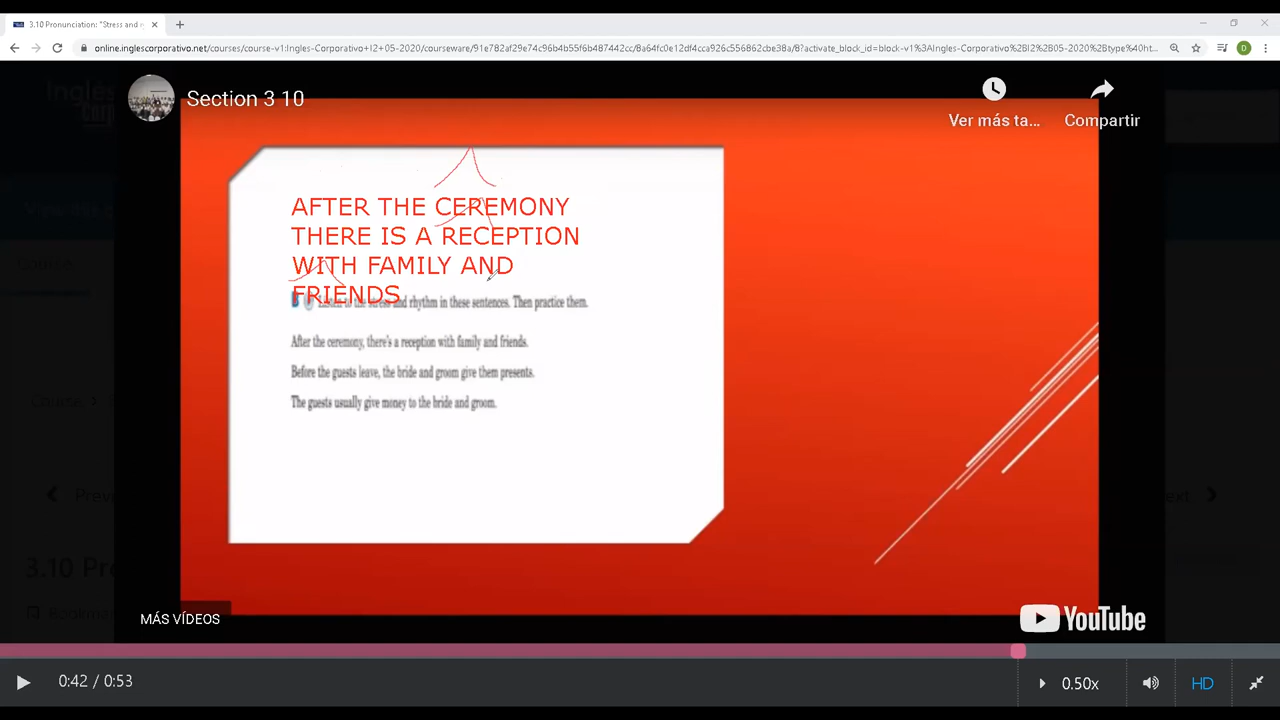 3.10 Pronunciation: "Stress and
online.inglescorporativo.net/courses/course-v1:Ingles-Corporativo+I2+05-2020/courseware/91e782af29e74c96b4b55f6b487442cc/8a64fc0e12df4cca926c556862cbe38a/8?activate_block_id=block-v1%3AIngles-Corporativo%2BI2%2B05-2020%2Btype%40ht...
D
Section 3 10
Ver más ta...
Compartir
AFTER THE CEREMONY
THERE IS A RECEPTION
WITH FAMILY AND
FRIENDS
B Listen to the stress and rhythm in these sentences. Then practice them.
After the ceremony, there's a reception with family and friends.
Before the guests leave, the bride and groom give them presents.
The guests usually give money to the bride and groom.
Course
Course
Prev
ext
3.10 Pr
Bookmar
MÁS VÍDEOS
YouTube
0:42 / 0:53
0.50x
HD